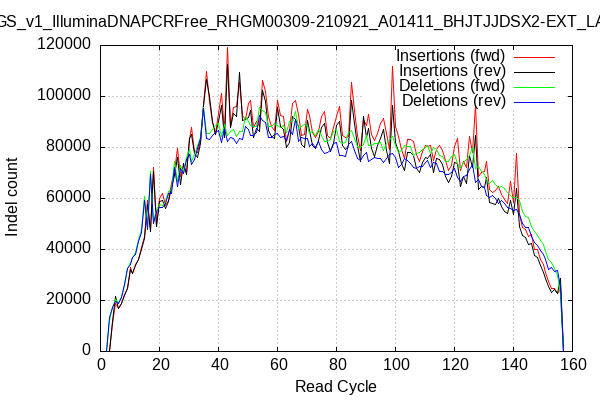 GS_v1_IlluminaDNAPCRFree_RHGM00309-210921_A01411_BHJTJJDSX2-EXT_LA
120000
100000
80000
60000
40000
20000
0
Indel count
Insertions (fwd)
Insertions (rev)
Deletions (fwd)
Deletions (rev)
0 20 40 60 80 100 120 140 160
Read Cycle